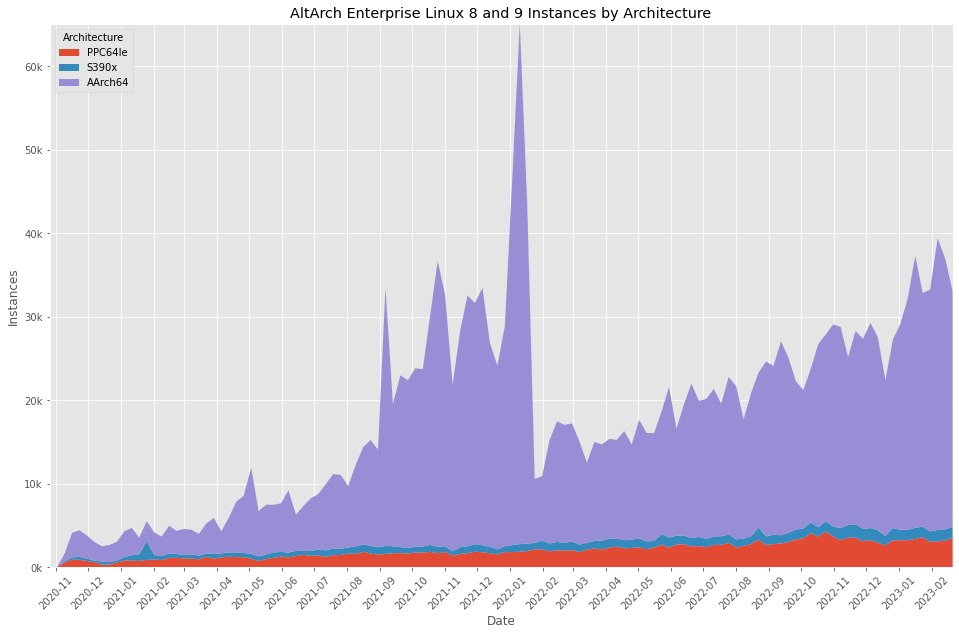 AltArch Enterprise Linux 8 and 9 Instances by Architecture
Architecture
PPC64le
S390x
AArch64
60k
50k
40k
30k
20k
10k
0k
Instances
2020-11
2020-12
2021-01
2021-02
2021-03
2021-04
2021-05
2021-06
2021-07
2021-08
2021-09
2021-10
2021-11
2021-12
2022-01
2022-02
2022-03
2022-04
2022-05
2022-06
2022-07
2022-08
2022-09
2022-10
2022-11
2022-12
2023-01
2023-02
Date